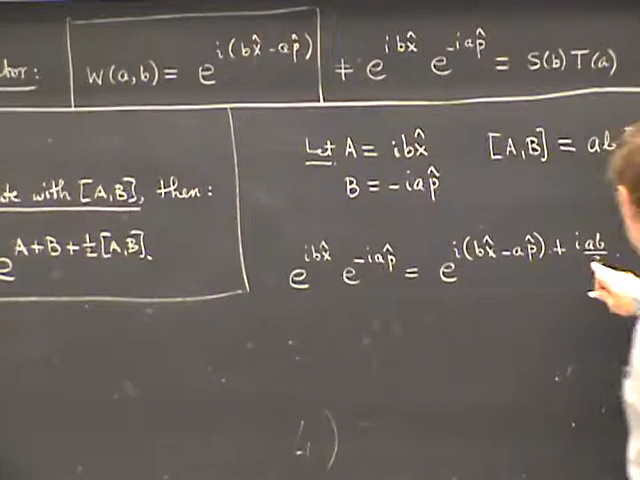 tor: W(a,b) = e^{i(bx̂ - ap̂)} ≠ e^{ibx̂} e^{-iap̂} = S(b) T(a)
te with [A,B], then:
e^{A+B+½[A,B]}.
Let A = ibx̂ [A,B] = ab
B = -iap̂
e^{ibx̂} e^{-iap̂} = e^{i(bx̂ - ap̂) + i ab/2}